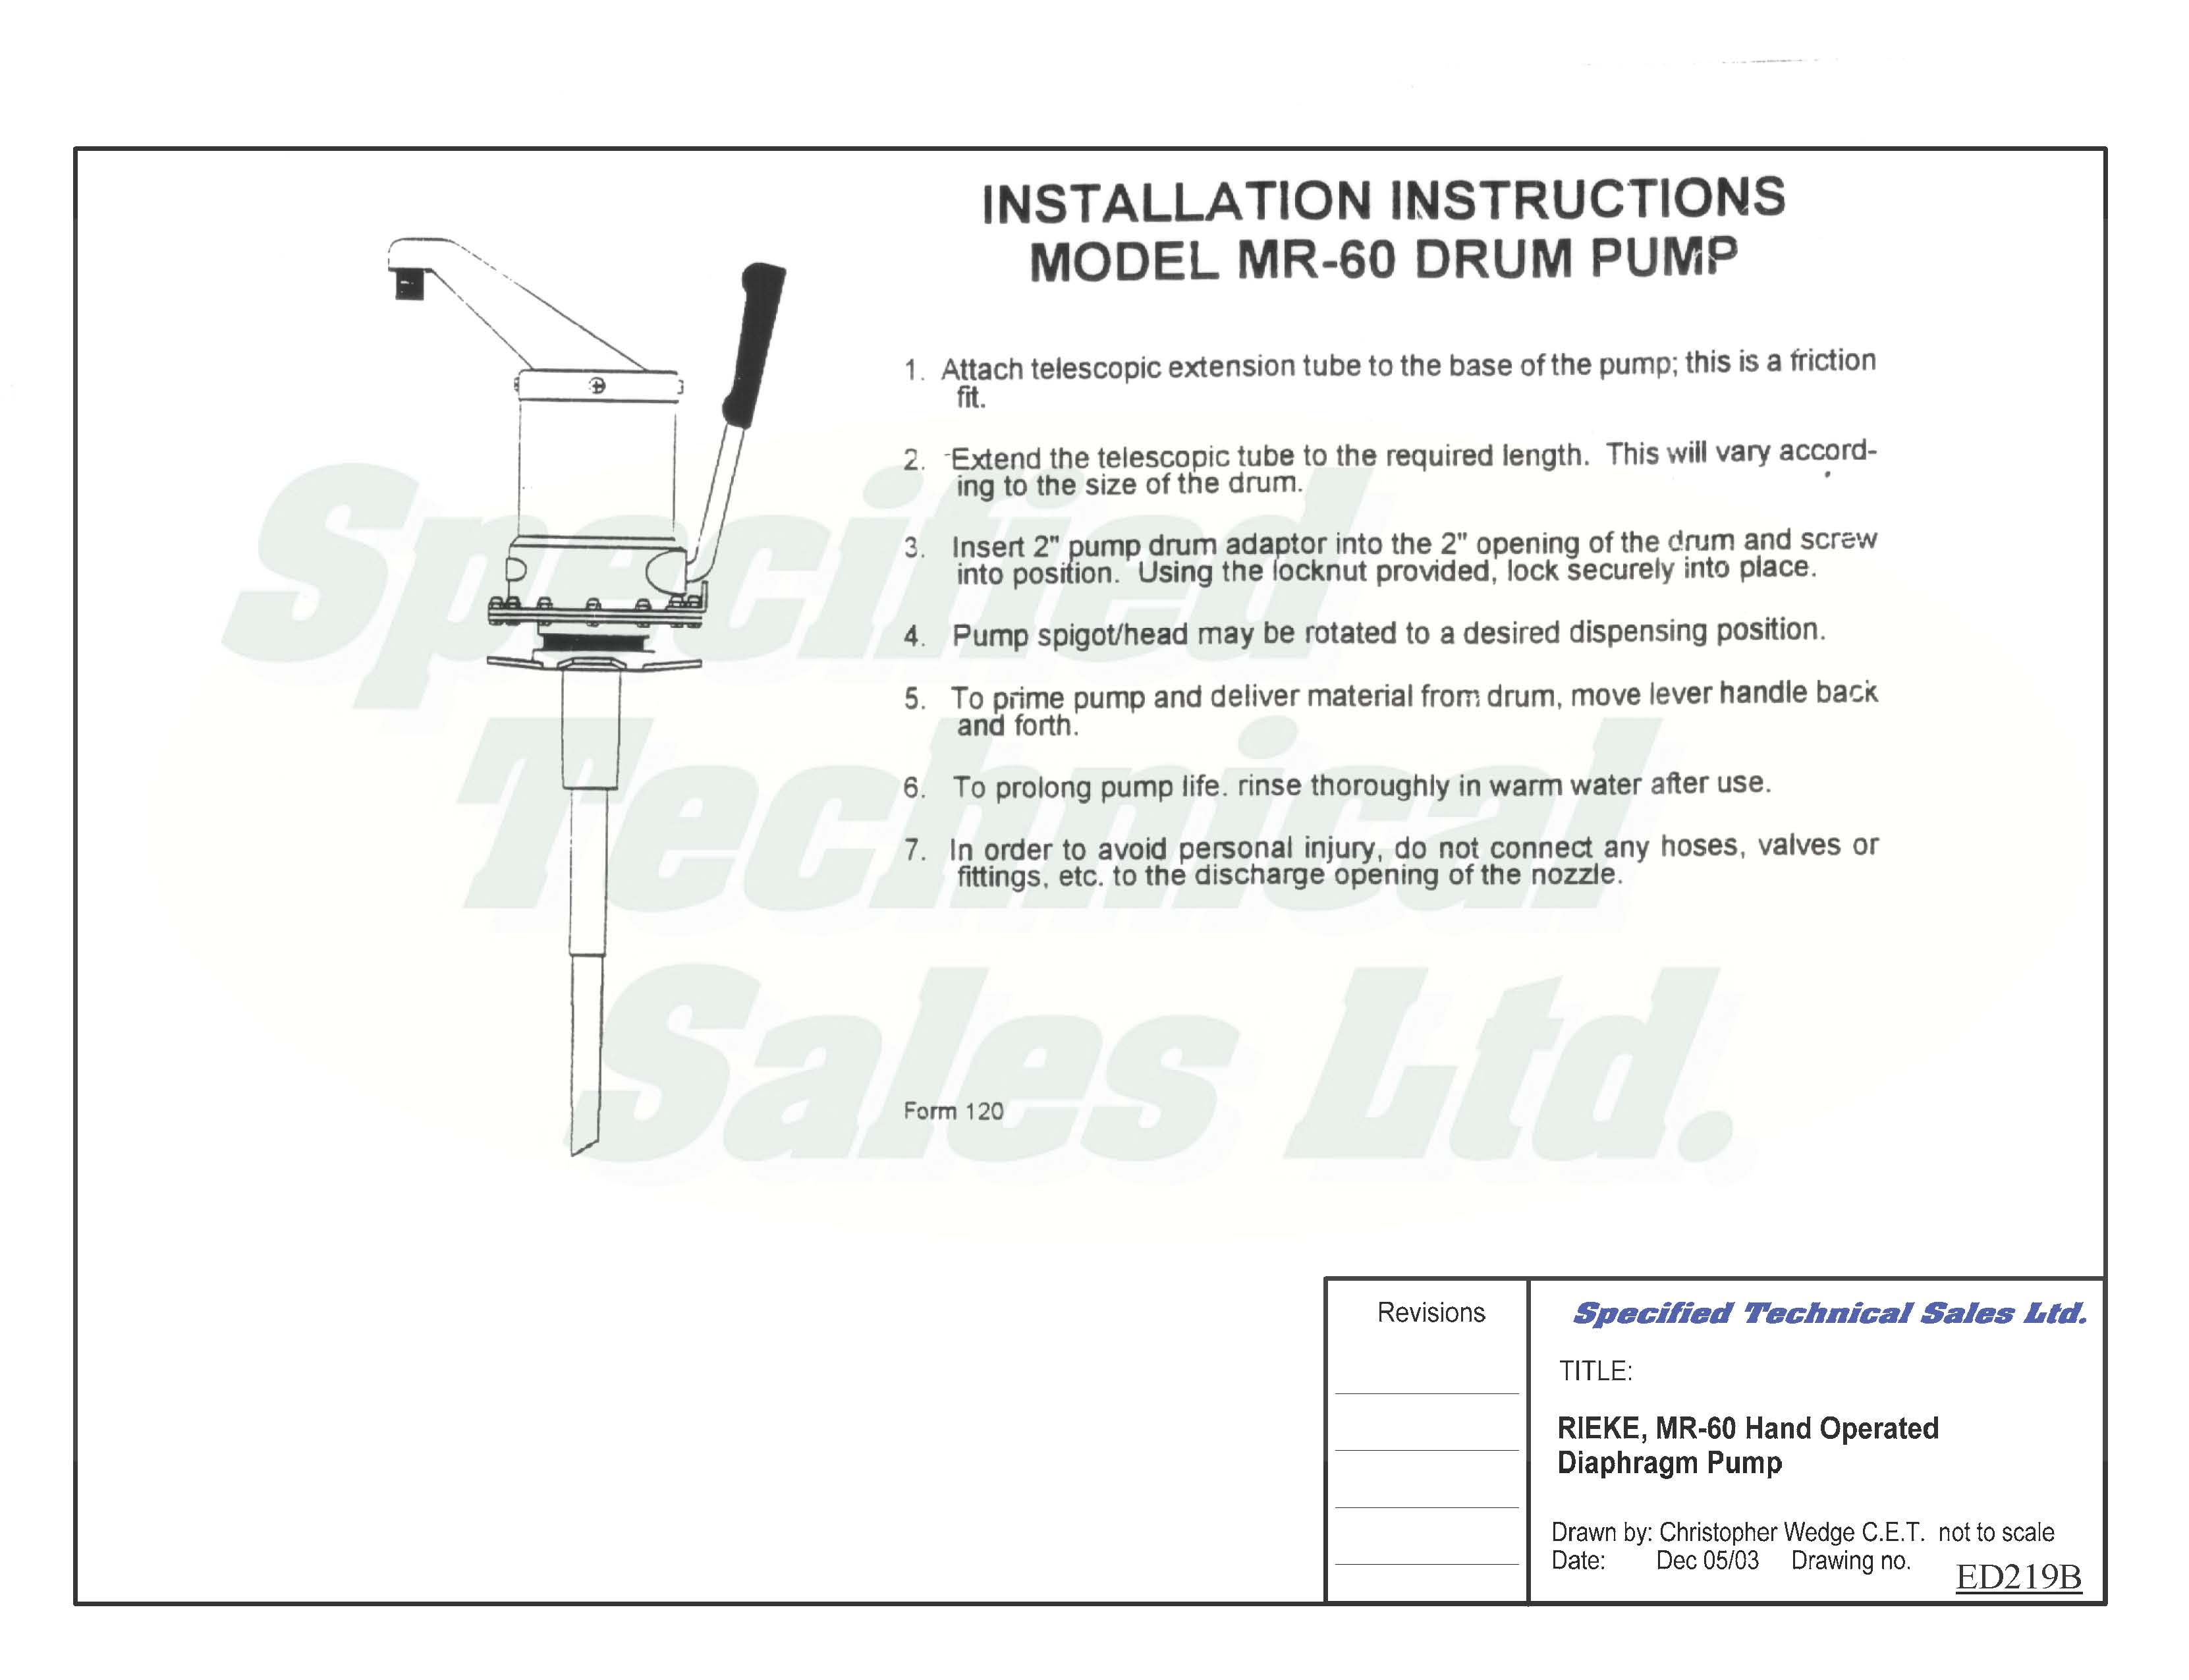 INSTALLATION INSTRUCTIONS
MODEL MR-60 DRUM PUMP
1. Attach telescopic extension tube to the base of the pump; this is a friction
fit.
2. Extend the telescopic tube to the required length. This will vary accord-
ing to the size of the drum.
3. Insert 2" pump drum adaptor into the 2" opening of the drum and screw
into position. Using the locknut provided, lock securely into place.
4. Pump spigot/head may be rotated to a desired dispensing position.
5. To prime pump and deliver material from drum, move lever handle back
and forth.
6. To prolong pump life. rinse thoroughly in warm water after use.
7. In order to avoid personal injury, do not connect any hoses, valves or
fittings, etc. to the discharge opening of the nozzle.
Form 120
Specified
Technical
Sales Ltd.
Revisions
Specified Technical Sales Ltd.
TITLE:
RIEKE, MR-60 Hand Operated
Diaphragm Pump
Drawn by: Christopher Wedge C.E.T. not to scale
Date: Dec 05/03 Drawing no. ED219B